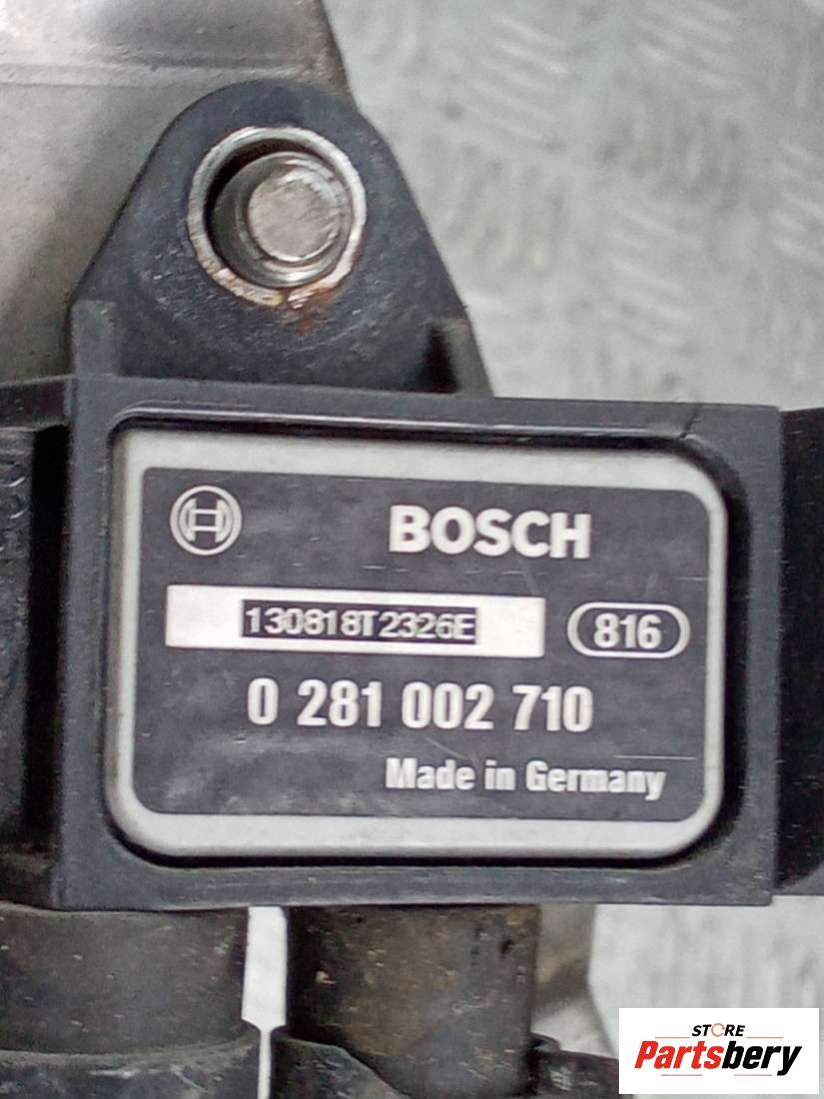 BOSCH
130818T2326E
816
0 281 002 710
Made in Germany
STORE
Partsbery